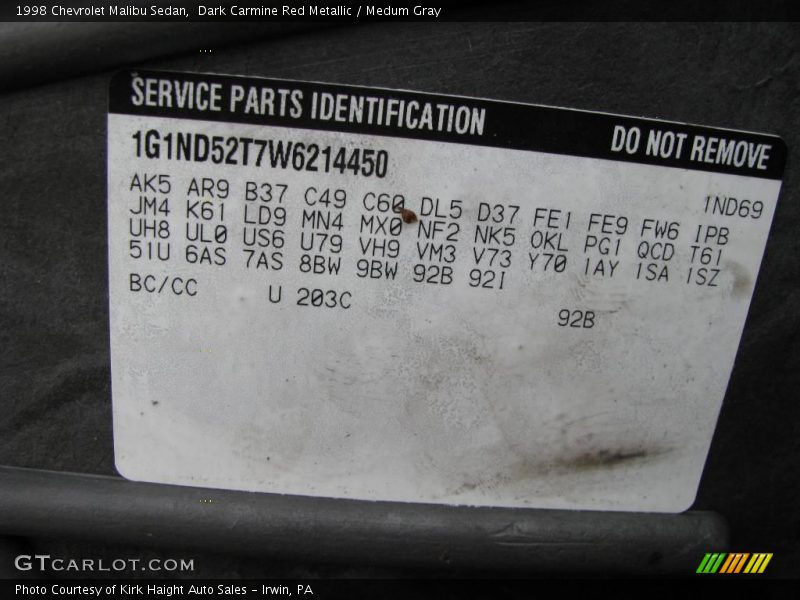 1998 Chevrolet Malibu Sedan,  Dark Carmine Red Metallic / Medum Gray
SERVICE PARTS IDENTIFICATION DO NOT REMOVE
1G1ND52T7W6214450
1ND69
AK5 AR9 B37 C49 C60 DL5 D37 FE1 FE9 FW6 1PB
JM4 K61 LD9 MN4 MX0 NF2 NK5 OKL PG1 QCD T61
UH8 UL0 US6 U79 VH9 VM3 V73 Y70 1AY 1SA 1SZ
51U 6AS 7AS 8BW 9BW 92B 92I
BC/CC U 203C 92B
GTCARLOT.COM
Photo Courtesy of Kirk Haight Auto Sales - Irwin, PA